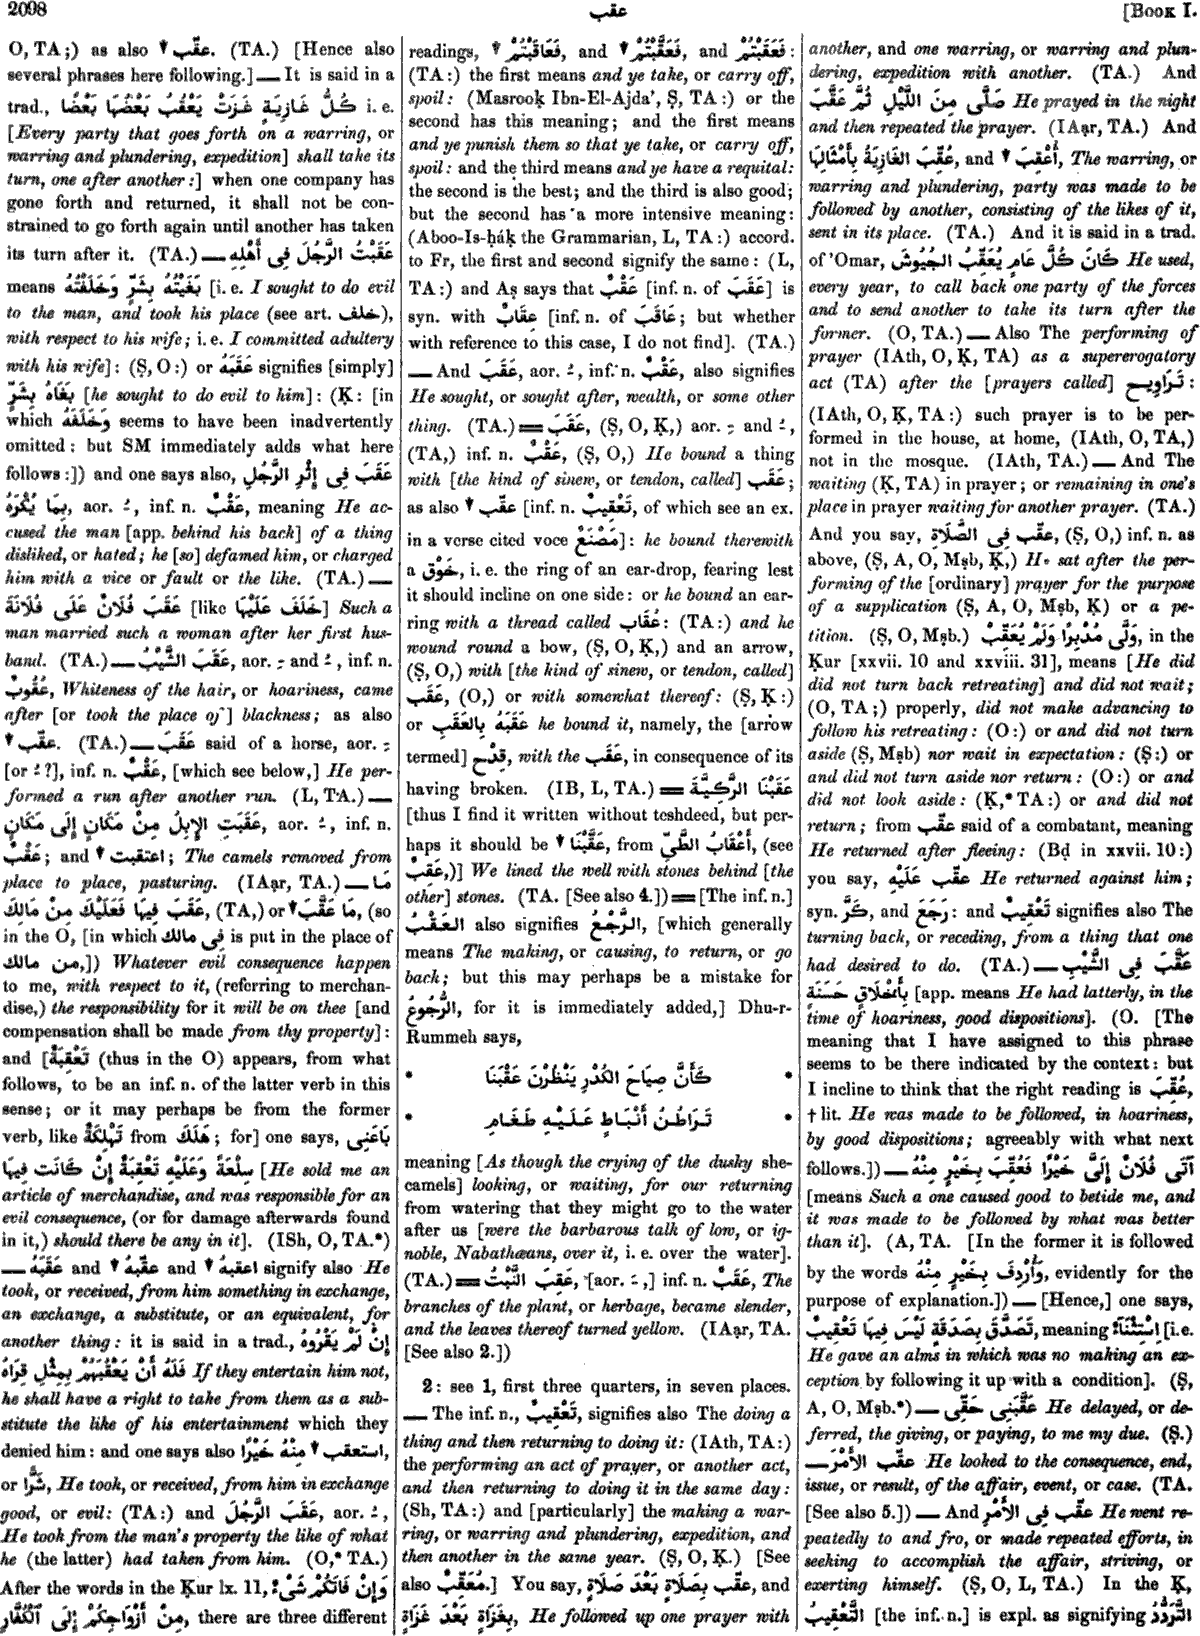 2098
عقب
[Book I.
O, TA;) as also ↓ عقّب. (TA.) [Hence also
several phrases here following.] — It is said in a
trad., كُلُّ غَازِيَةٍ غَزَتْ يَعْقُبُ بَعْضُهَا بَعْضًا i. e.
[Every party that goes forth on a warring, or
warring and plundering, expedition] shall take its
turn, one after another:] when one company has
gone forth and returned, it shall not be con-
strained to go forth again until another has taken
its turn after it. (TA.) — عَقَبْتُ الرَّجُلَ فِى أَهْلِهِ
means بَغَيْتُهُ بِشَرٍّ وَخَلَفْتُهُ [i. e. I sought to do evil
to the man, and took his place (see art. خلف),
with respect to his wife; i. e. I committed adultery
with his wife]: (Ṣ, O:) or عَقَبَهُ signifies [simply]
بَغَاهُ بِشَرٍّ [he sought to do evil to him]: (Ḳ: [in
which وَخَلَفَهُ seems to have been inadvertently
omitted: but SM immediately adds what here
follows:]) and one says also, عَقَبَ فِى إِثْرِ الرَّجُلِ
بِمَا يُكْرَهُ, aor. ـُ, inf. n. عَقْبٌ, meaning He ac-
cused the man [app. behind his back] of a thing
disliked, or hated; he [so] defamed him, or charged
him with a vice or fault or the like. (TA.) —
عَقَبَ فُلَانٌ عَلَى فُلَانَةَ [like خَلَفَ عَلَيْهَا] Such a
man married such a woman after her first hus-
band. (TA.) — عَقَبَ الشَّيْبُ, aor. ـِ and ـُ, inf. n.
عُقُوبٌ, Whiteness of the hair, or hoariness, came
after [or took the place of] blackness; as also
↓ عقّب. (TA.) — عَقَبَ said of a horse, aor. ـِ
[or ـُ?], inf. n. عَقْبٌ, [which see below,] He per-
formed a run after another run. (L, TA.) —
عَقَبَتِ الإِبِلُ مِنْ مَكَانٍ إِلَى مَكَانٍ, aor. ـُ, inf. n.
عَقْبٌ; and ↓ اعتقبت; The camels removed from
place to place, pasturing. (IAạr, TA.) — مَا
عَقَبَ فِيهَا فَعَلَيْكَ مِنْ مَالِكَ, (TA,) or ↓ مَا عَقَّبَ, (so
in the O, [in which فِى مالك is put in the place of
من مالك,]) Whatever evil consequence happen
to me, with respect to it, (referring to merchan-
dise,) the responsibility for it will be on thee [and
compensation shall be made from thy property]:
and [تَعْقِبَةٌ (thus in the O) appears, from what
follows, to be an inf. n. of the latter verb in this
sense; or it may perhaps be from the former
verb, like تَهْلِكَةٌ from هَلَكَ; for] one says, بَاعَنِى
سِلْعَةً وَعَلَيْهِ تَعْقِبَةٌ إِنْ كَانَت فِيهَا [He sold me an
article of merchandise, and was responsible for an
evil consequence, (or for damage afterwards found
in it,) should there be any in it]. (ISh, O, TA.*)
— عَقَبَهُ and ↓ عقّبهُ and ↓ اعقبهُ signify also He
took, or received, from him something in exchange,
an exchange, a substitute, or an equivalent, for
another thing: it is said in a trad., إِنْ لَمْ يَقْرُوهُ
فَلَهُ أَنْ يَعْقُبَهُمْ بِمِثْلِ قِرَاهُ If they entertain him not,
he shall have a right to take from them as a sub-
stitute the like of his entertainment which they
denied him: and one says also ↓ استعقب مِنْهُ خَيْرًا,
or شَرًّا, He took, or received, from him in exchange
good, or evil: (TA:) and عَقَبَ الرَّجُلَ, aor. ـُ,
He took from the man's property the like of what
he (the latter) had taken from him. (O,* TA.)
After the words in the Ḳur lx. 11, وَإِنْ فَاتَكُمْ شَىْءٌ
مِنْ أَزْوَاجِكُمْ إِلَى ٱلْكُفَّارِ, there are three different
readings, ↓ فَعَاقَبْتُمْ, and ↓ فَعَقَّبْتُمْ, and فَعَقَبْتُمْ:
(TA:) the first means and ye take, or carry off,
spoil: (Masrooḳ Ibn-El-Ajda', Ṣ, TA:) or the
second has this meaning; and the first means
and ye punish them so that ye take, or carry off,
spoil: and the third means and ye have a requital:
the second is the best; and the third is also good;
but the second has a more intensive meaning:
(Aboo-Is-ḥáḳ the Grammarian, L, TA:) accord.
to Fr, the first and second signify the same: (L,
TA:) and Aṣ says that عَقْبٌ [inf. n. of عَقَبَ] is
syn. with عِقَابٌ [inf. n. of عَاقَبَ; but whether
with reference to this case, I do not find]. (TA.)
— And عَقَبَ, aor. ـُ, inf. n. عَقْبٌ, also signifies
He sought, or sought after, wealth, or some other
thing. (TA.) = عَقَبَ, (Ṣ, O, Ḳ,) aor. ـِ and ـُ,
(TA,) inf. n. عَقْبٌ, (Ṣ, O,) He bound a thing
with [the kind of sinew, or tendon, called] عَقَب;
as also ↓ عقّب [inf. n. تَعْقِيبٌ, of which see an ex.
in a verse cited voce مَصْنَعٌ]: he bound therewith
a خَوْق, i. e. the ring of an ear-drop, fearing lest
it should incline on one side: or he bound an ear-
ring with a thread called عُقَاب: (TA:) and he
wound round a bow, (Ṣ, O, Ḳ,) and an arrow,
(Ṣ, O,) with [the kind of sinew, or tendon, called]
عَقَب, (O,) or with somewhat thereof: (Ṣ, Ḳ:)
or عَقَبَهُ بِالعَقَبِ he bound it, namely, the [arrow
termed] قِدْح, with the عَقَب, in consequence of its
having broken. (IB, L, TA.) = عَقَبْنَا الرَّكِيَّةَ
[thus I find it written without teshdeed, but per-
haps it should be ↓ عَقَّبْنَا, from أَعْقَابُ الطَّىِّ, (see
عَقِبٌ,)] We lined the well with stones behind [the
other] stones. (TA. [See also 4.]) = [The inf. n.]
العَقْبُ also signifies الرَّجْعُ, [which generally
means The making, or causing, to return, or go
back; but this may perhaps be a mistake for
الرُّجُوعُ, for it is immediately added,] Dhu-r-
Rummeh says,
* كَأَنَّ صِيَاحَ الكُدْرِ يَنْظُرْنَ عَقْبَنَا *
* تَرَاطُنُ أَنْبَاطٍ عَلَيْهِ طَغَامِ *
meaning [As though the crying of the dusky she-
camels] looking, or waiting, for our returning
from watering that they might go to the water
after us [were the barbarous talk of low, or ig-
noble, Nabathæans, over it, i. e. over the water].
(TA.) = عَقَبَ النَّبْتُ, [aor. ـُ,] inf. n. عَقْبٌ, The
branches of the plant, or herbage, became slender,
and the leaves thereof turned yellow. (IAạr, TA.
[See also 2.])
2: see 1, first three quarters, in seven places.
— The inf. n., تَعْقِيبٌ, signifies also The doing a
thing and then returning to doing it: (IAth, TA:)
the performing an act of prayer, or another act,
and then returning to doing it in the same day:
(Sh, TA:) and [particularly] the making a war-
ring, or warring and plundering, expedition, and
then another in the same year. (Ṣ, O, Ḳ.) [See
also مُعَقِّبٌ.] You say, عقّب بِصَلَاةٍ بَعْدَ صَلَاةٍ, and
بِغَزَاةٍ بَعْدَ غَزَاةٍ, He followed up one prayer with
another, and one warring, or warring and plun-
dering, expedition with another. (TA.) And
صَلَّى مِنَ اللَّيْلِ ثُمَّ عَقَّبَ He prayed in the night
and then repeated the prayer. (IAạr, TA.) And
عُقِّبَ الغَازِيَةُ بِأَمْثَالِهَا, and ↓ أُعْقِبَ, The warring, or
warring and plundering, party was made to be
followed by another, consisting of the likes of it,
sent in its place. (TA.) And it is said in a trad.
of 'Omar, كَانَ كُلَّ عَامٍ يُعَقِّبُ الجُيُوشَ He used,
every year, to call back one party of the forces
and to send another to take its turn after the
former. (O, TA.) — Also The performing of
prayer (IAth, O, Ḳ, TA) as a supererogatory
act (TA) after the [prayers called] تَرَاوِيح:
(IAth, O, Ḳ, TA:) such prayer is to be per-
formed in the house, at home, (IAth, O, TA,)
not in the mosque. (IAth, TA.) — And The
waiting (Ḳ, TA) in prayer; or remaining in one's
place in prayer waiting for another prayer. (TA.)
And you say, عقّب فِى الصَّلَاةِ, (Ṣ, O,) inf. n. as
above, (Ṣ, A, O, Mṣb, Ḳ,) He sat after the per-
forming of the [ordinary] prayer for the purpose
of a supplication (Ṣ, A, O, Mṣb, Ḳ) or a pe-
tition. (Ṣ, O, Mṣb.) وَلَّى مُدْبِرًا وَلَمْ يُعَقِّبْ, in the
Ḳur [xxvii. 10 and xxviii. 31], means [He did
did not turn back retreating] and did not wait;
(O, TA;) properly, did not make advancing to
follow his retreating: (O:) or and did not turn
aside (Ṣ, Mṣb) nor wait in expectation: (Ṣ:) or
and did not turn aside nor return: (O:) or and
did not look aside: (Ḳ,* TA:) or and did not
return; from عقّب said of a combatant, meaning
He returned after fleeing: (Bḍ in xxvii. 10:)
you say, عقّب عَلَيْهِ He returned against him;
syn. كَرَّ, and رَجَعَ: and تَعْقِيبٌ signifies also The
turning back, or receding, from a thing that one
had desired to do. (TA.) — عَقَّبَ فِى الشَّيْبِ
بِأَخْلَاقٍ حَسَنَةٍ [app. means He had latterly, in the
time of hoariness, good dispositions]. (O. [The
meaning that I have assigned to this phrase
seems to be there indicated by the context: but
I incline to think that the right reading is عُقِّبَ,
† lit. He was made to be followed, in hoariness,
by good dispositions; agreeably with what next
follows.]) — أَتَى فُلَانٌ إِلَىَّ خَيْرًا فَعُقِّبَ بِخَيْرٍ مِنْهُ
[means Such a one caused good to betide me, and
it was made to be followed by what was better
than it]. (A, TA. [In the former it is followed
by the words وَأُرْدِفَ بِخَيْرٍ مِنْهُ, evidently for the
purpose of explanation.]) — [Hence,] one says,
تَصَدَّقَ بِصَدَقَةٍ لَيْسَ فِيهَا تَعْقِيبٌ, meaning اِسْتِثْنَآءٌ [i.e.
He gave an alms in which was no making an ex-
ception by following it up with a condition]. (Ṣ,
A, O, Mṣb.*) — عَقَّبَنِى حَقِّى He delayed, or de-
ferred, the giving, or paying, to me my due. (Ṣ.)
— عقّب الأَمْرَ He looked to the consequence, end,
issue, or result, of the affair, event, or case. (TA.
[See also 5.]) — And عقّب فِى الأَمْرِ He went re-
peatedly to and fro, or made repeated efforts, in
seeking to accomplish the affair, striving, or
exerting himself. (Ṣ, O, L, TA.) In the Ḳ,
التَّعْقِيبُ [the inf. n.] is expl. as signifying التَّرَدُّدُ